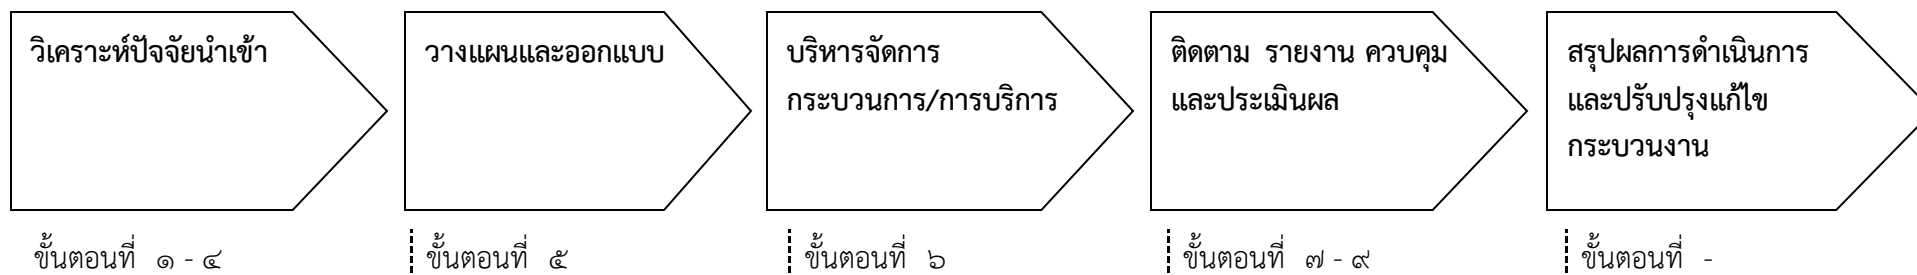 วิเคราะห์ปัจจัยนำเข้า
วางแผนและออกแบบ
บริหารจัดการ
กระบวนการ/การบริการ
ติดตาม รายงาน ควบคุม
และประเมินผล
สรุปผลการดำเนินการ
และปรับปรุงแก้ไข
กระบวนงาน
ขั้นตอนที่ ๑ - ๔
ขั้นตอนที่ ๕
ขั้นตอนที่ ๖
ขั้นตอนที่ ๗ - ๙
ขั้นตอนที่ -